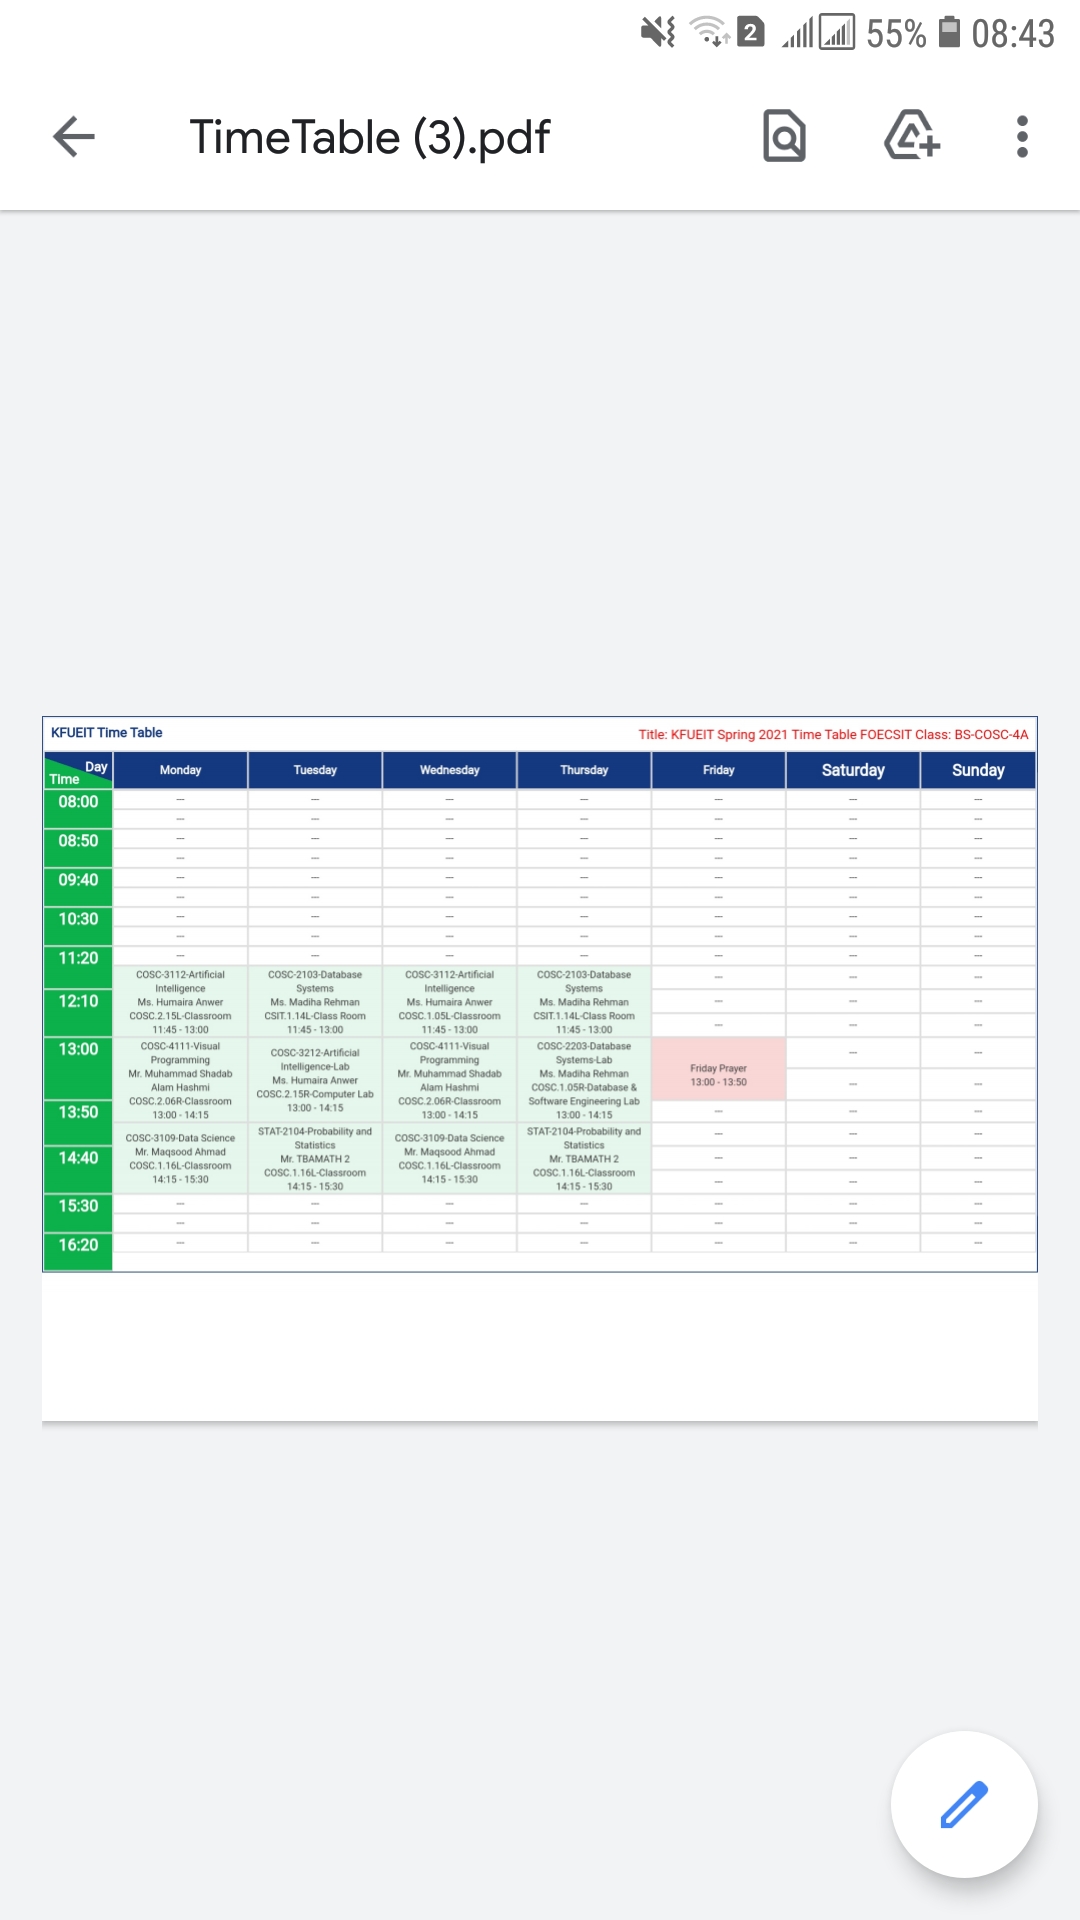 2 55% 08:43
TimeTable (3).pdf
KFUEIT Time Table
Title: KFUEIT Spring 2021 Time Table FOECSIT Class: BS-COSC-4A
Day
Time
Monday Tuesday Wednesday Thursday Friday Saturday Sunday
08:00
08:50
09:40
10:30
11:20
12:10
COSC-3112-Artificial
Intelligence
Ms. Humaira Anwer
COSC.2.15L-Classroom
11:45 - 13:00
COSC-2103-Database
Systems
Ms. Madiha Rehman
CSIT.1.14L-Class Room
11:45 - 13:00
COSC-3112-Artificial
Intelligence
Ms. Humaira Anwer
COSC.1.05L-Classroom
11:45 - 13:00
COSC-2103-Database
Systems
Ms. Madiha Rehman
CSIT.1.14L-Class Room
11:45 - 13:00
13:00
COSC-4111-Visual
Programming
Mr. Muhammad Shadab
Alam Hashmi
COSC.2.06R-Classroom
13:00 - 14:15
COSC-3212-Artificial
Intelligence-Lab
Ms. Humaira Anwer
COSC.2.15R-Computer Lab
13:00 - 14:15
COSC-4111-Visual
Programming
Mr. Muhammad Shadab
Alam Hashmi
COSC.2.06R-Classroom
13:00 - 14:15
COSC-2203-Database
Systems-Lab
Ms. Madiha Rehman
COSC.1.05R-Database &
Software Engineering Lab
13:00 - 14:15
Friday Prayer
13:00 - 13:50
13:50
14:40
COSC-3109-Data Science
Mr. Maqsood Ahmad
COSC.1.16L-Classroom
14:15 - 15:30
STAT-2104-Probability and
Statistics
Mr. TBAMATH 2
COSC.1.16L-Classroom
14:15 - 15:30
COSC-3109-Data Science
Mr. Maqsood Ahmad
COSC.1.16L-Classroom
14:15 - 15:30
STAT-2104-Probability and
Statistics
Mr. TBAMATH 2
COSC.1.16L-Classroom
14:15 - 15:30
15:30
16:20